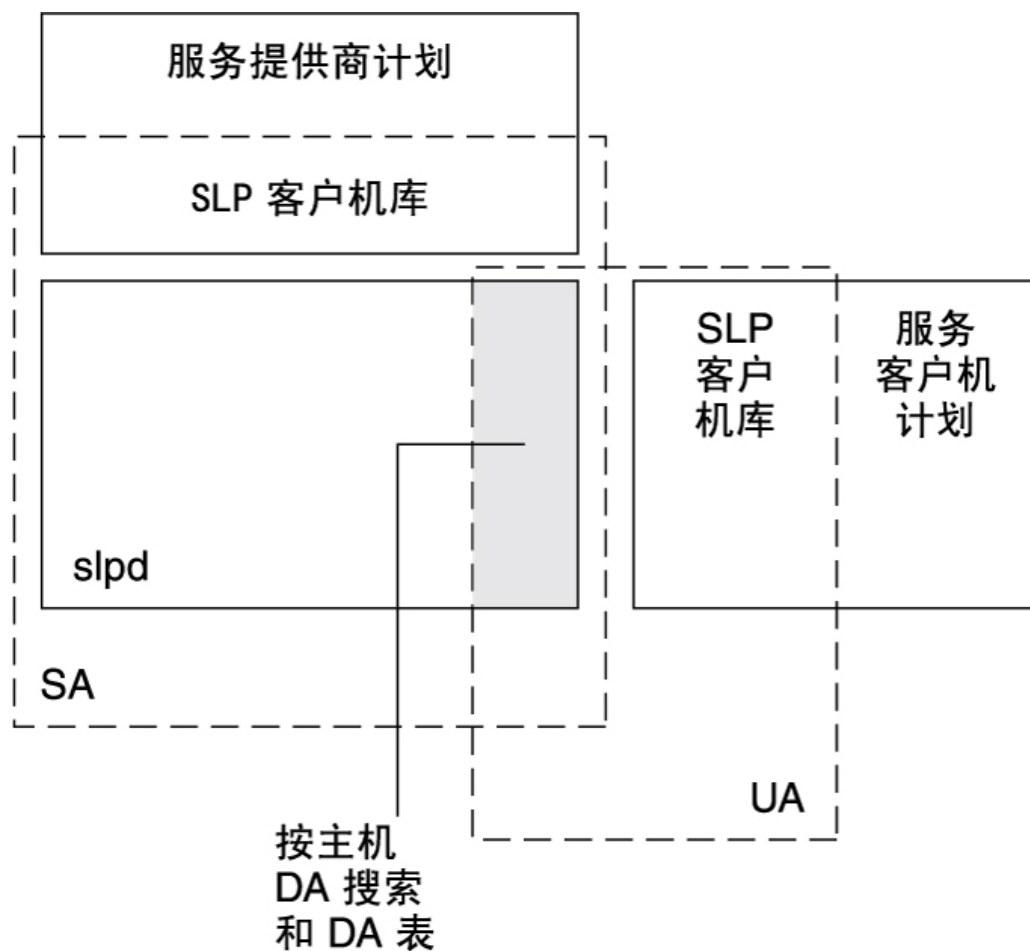 服务提供商计划
SLP 客户机库
SLP
客户
机库
服务
客户机
计划
slpd
SA
UA
按主机
DA 搜索
和 DA 表